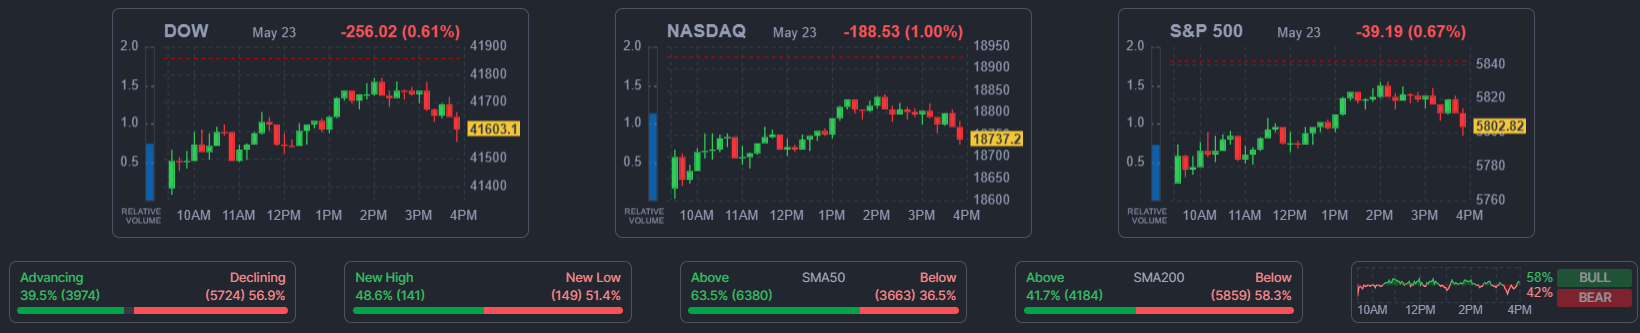 DOW May 23 -256.02 (0.61%)
2.0
1.5
1.0
0.5
41900
41800
41700
41603.1
41500
41400
RELATIVE
VOLUME
10AM 11AM 12PM 1PM 2PM 3PM 4PM
NASDAQ May 23 -188.53 (1.00%)
2.0
1.5
1.0
0.5
18950
18900
18850
18800
18737.2
18700
18650
18600
RELATIVE
VOLUME
10AM 11AM 12PM 1PM 2PM 3PM 4PM
S&P 500 May 23 -39.19 (0.67%)
2.0
1.5
1.0
0.5
5840
5820
5802.82
5780
5760
RELATIVE
VOLUME
10AM 11AM 12PM 1PM 2PM 3PM 4PM
Advancing Declining
39.5% (3974) (5724) 56.9%
New High New Low
48.6% (141) (149) 51.4%
Above SMA50 Below
63.5% (6380) (3663) 36.5%
Above SMA200 Below
41.7% (4184) (5859) 58.3%
58% BULL
42% BEAR
10AM 12PM 2PM 4PM